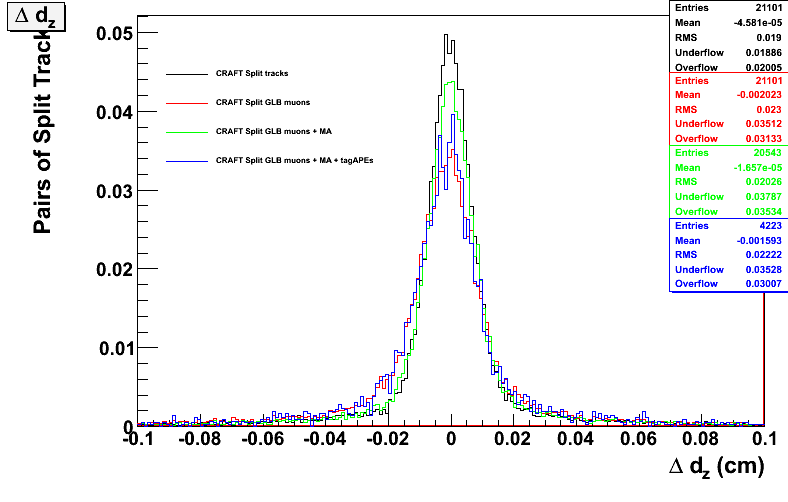 Δ dz
Pairs of Split Track
0.05
0.04
0.03
0.02
0.01
0
CRAFT Split tracks
CRAFT Split GLB muons
CRAFT Split GLB muons + MA
CRAFT Split GLB muons + MA + tagAPEs
Entries 21101
Mean -4.581e-05
RMS 0.019
Underflow 0.01886
Overflow 0.02005
Entries 21101
Mean -0.002023
RMS 0.023
Underflow 0.03512
Overflow 0.03133
Entries 20543
Mean -1.657e-05
RMS 0.02026
Underflow 0.03787
Overflow 0.03534
Entries 4223
Mean -0.001593
RMS 0.02222
Underflow 0.03528
Overflow 0.03007
-0.1 -0.08 -0.06 -0.04 -0.02 0 0.02 0.04 0.06 0.08 0.1
Δ dz (cm)